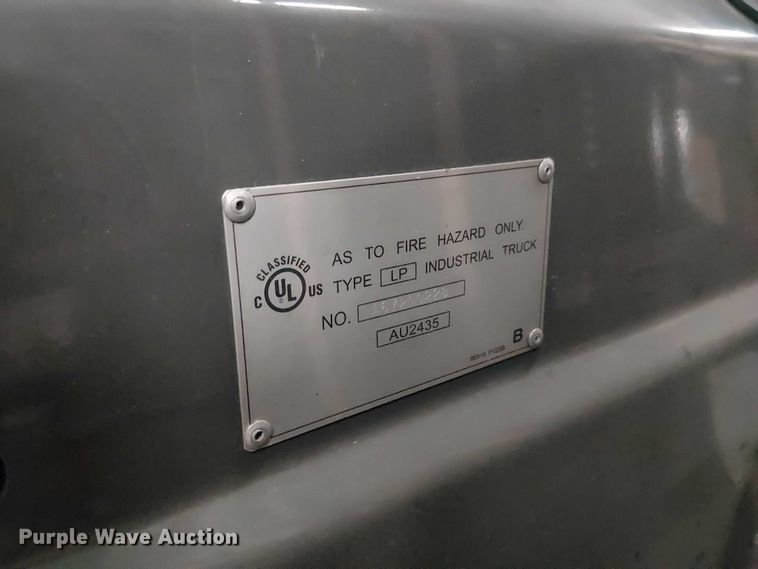 AS TO FIRE HAZARD ONLY.
CLASSIFIED
C UL US
TYPE LP INDUSTRIAL TRUCK
NO.
AU2435
B
Purple Wave Auction